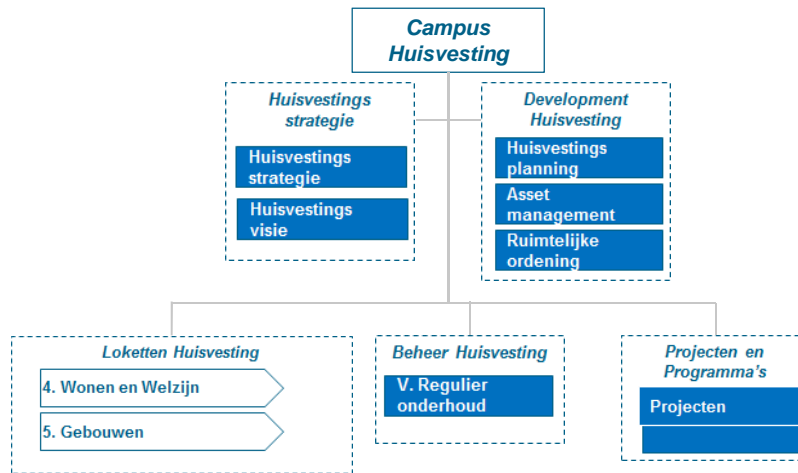 Campus
Huisvesting
Huisvestings
strategie
Huisvestings
strategie
Huisvestings
visie
Development
Huisvesting
Huisvestings
planning
Asset
management
Ruimtelijke
ordening
Loketten Huisvesting
4. Wonen en Welzijn
5. Gebouwen
Beheer Huisvesting
V. Regulier
onderhoud
Projecten en
Programma's
Projecten